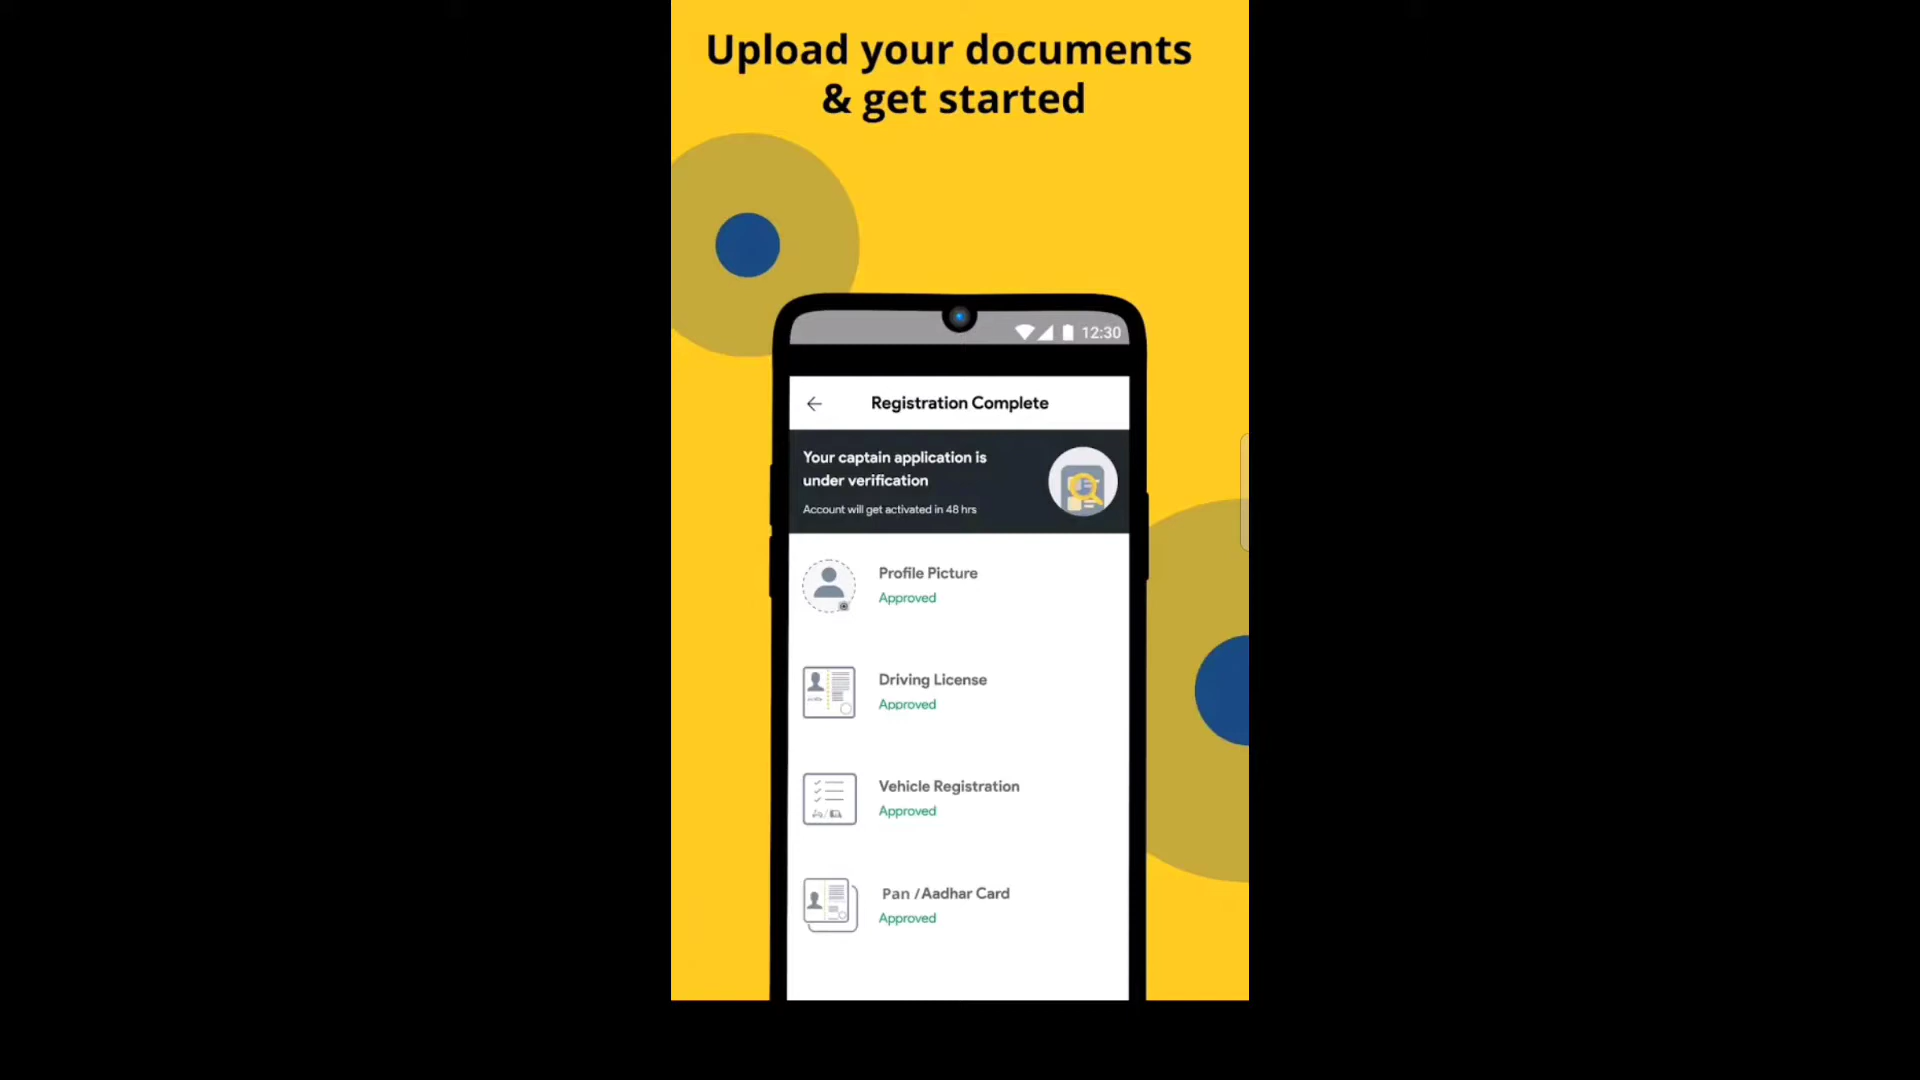 Upload your documents
& get started
12:30
Registration Complete
Your captain application is
under verification
Account will get activated in 48 hrs
Profile Picture
Approved
Driving License
Approved
Vehicle Registration
Approved
Pan /Aadhar Card
Approved